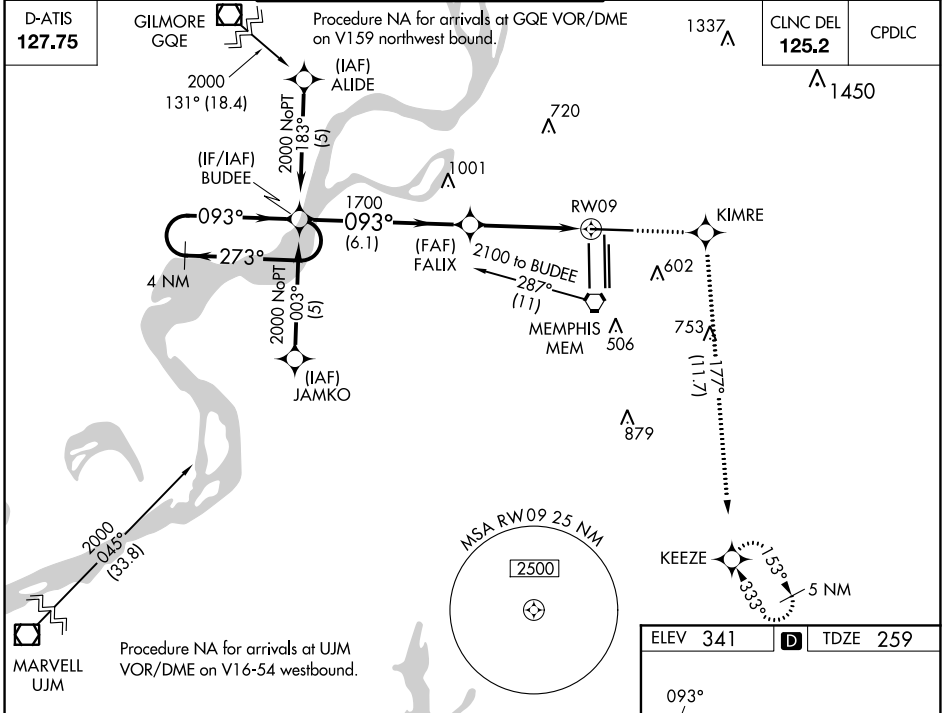 D-ATIS
127.75
GILMORE
GQE
Procedure NA for arrivals at GQE VOR/DME
on V159 northwest bound.
1337
CLNC DEL
125.2
CPDLC
2000
131° (18.4)
(IAF)
ALIDE
1450
720
2000 NoPT
183°
(5)
(IF/IAF)
BUDEE
1001
093°
1700
093°
(6.1)
RW09
KIMRE
273°
4 NM
(FAF)
FALIX
2100 to BUDEE
287°
(11)
602
2000 NoPT
003°
(5)
MEMPHIS
MEM
506
753
177°
(11.7)
(IAF)
JAMKO
879
2000
045°
(33.8)
MSA RW09 25 NM
2500
KEEZE
153°
333°
5 NM
MARVELL
UJM
Procedure NA for arrivals at UJM
VOR/DME on V16-54 westbound.
ELEV 341 D TDZE 259
093°